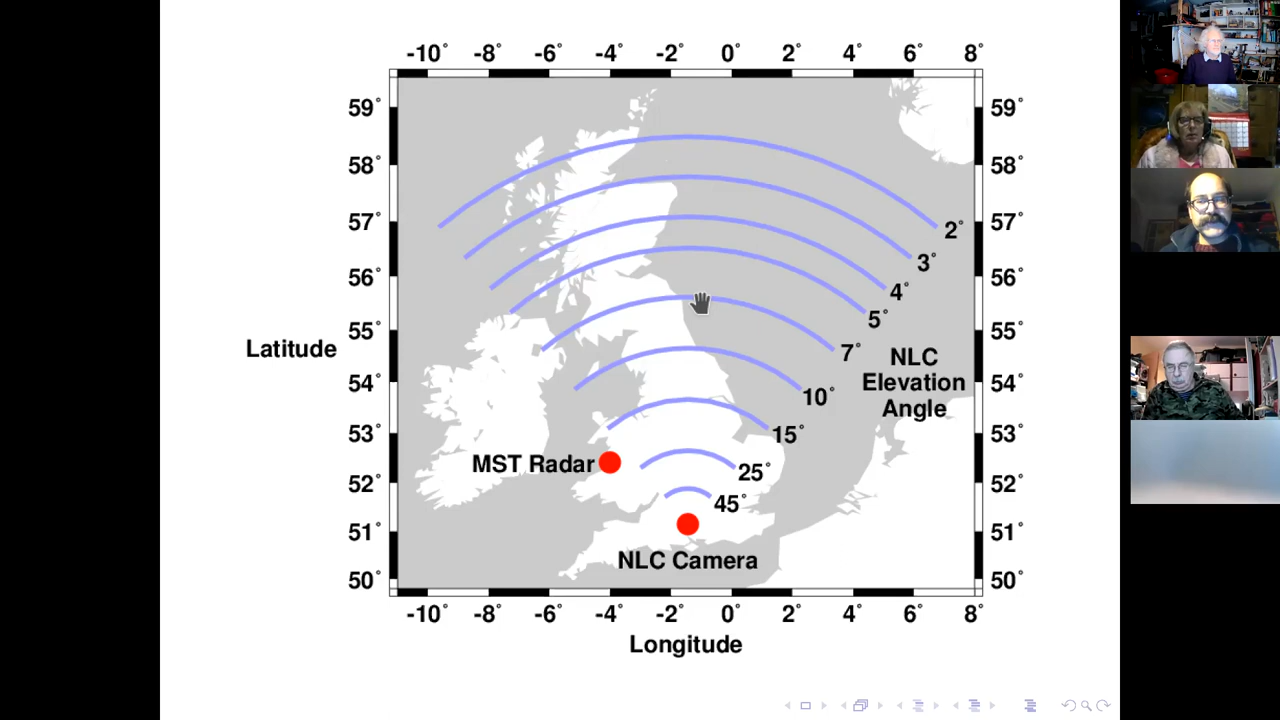 -10° -8° -6° -4° -2° 0° 2° 4° 6° 8°
59° 59°
58° 58°
57° 2° 57°
3°
56° 4° 56°
5°
55° 55°
Latitude 7° NLC
54° Elevation 54°
10° Angle
53° 15° 53°
MST Radar 25°
52° 52°
45°
51° 51°
NLC Camera
50° 50°
-10° -8° -6° -4° -2° 0° 2° 4° 6° 8°
Longitude